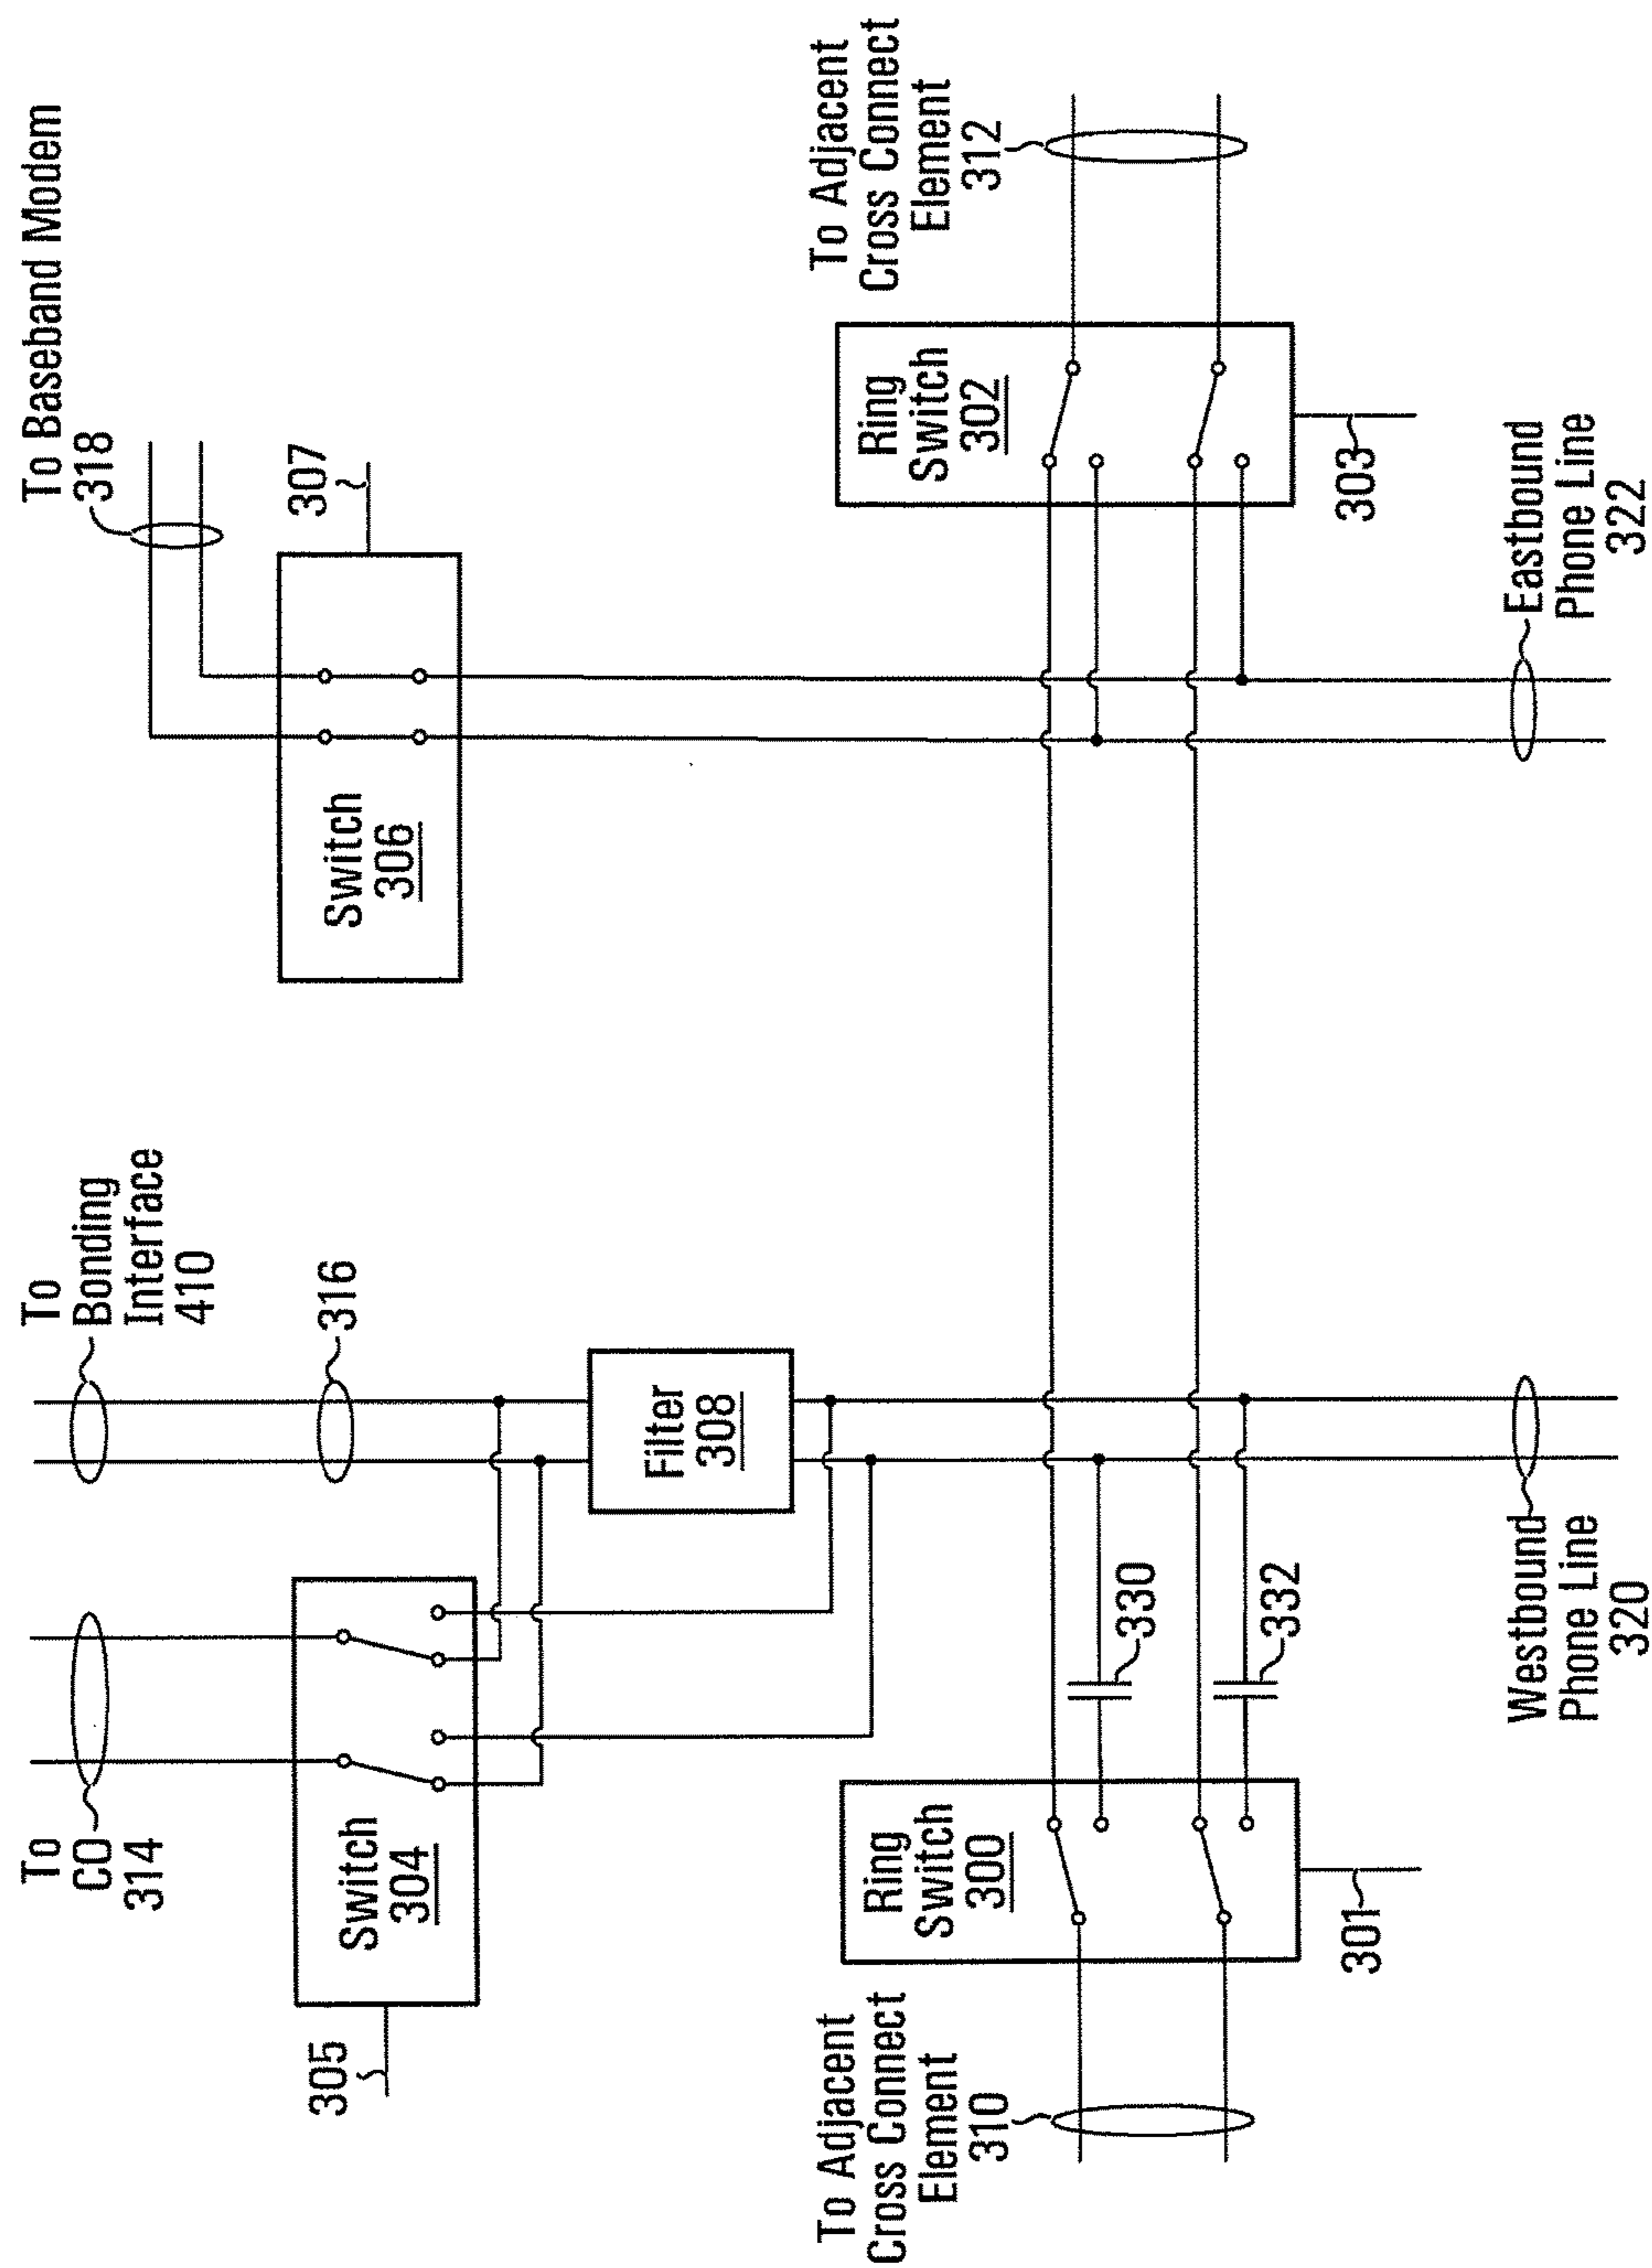 To
CO
314
To
Bonding
Interface
410
316
To Baseband Modem
318
305
Switch
304
Switch
306
307
Filter
308
To Adjacent
Cross Connect
Element
310
Ring
Switch
300
301
330
332
Ring
Switch
302
303
To Adjacent
Cross Connect
Element
312
Westbound
Phone Line
320
Eastbound
Phone Line
322